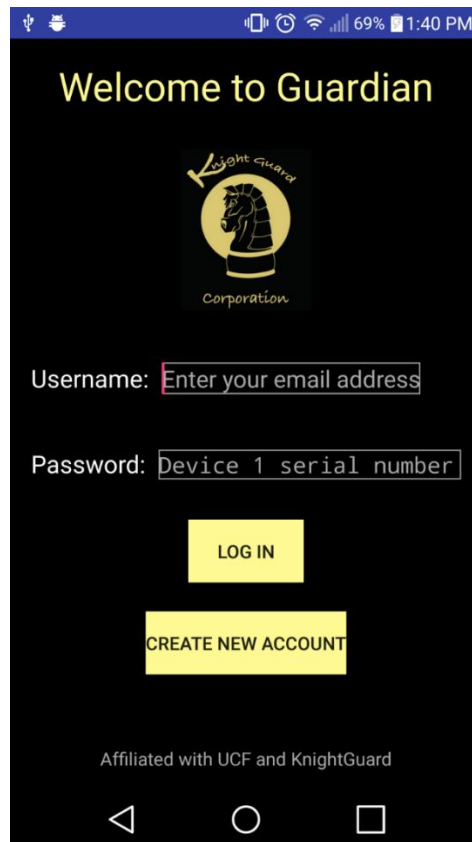 69% 1:40 PM
Welcome to Guardian
Knight Guard
Corporation
Username: Enter your email address
Password: Device 1 serial number
LOG IN
CREATE NEW ACCOUNT
Affiliated with UCF and KnightGuard